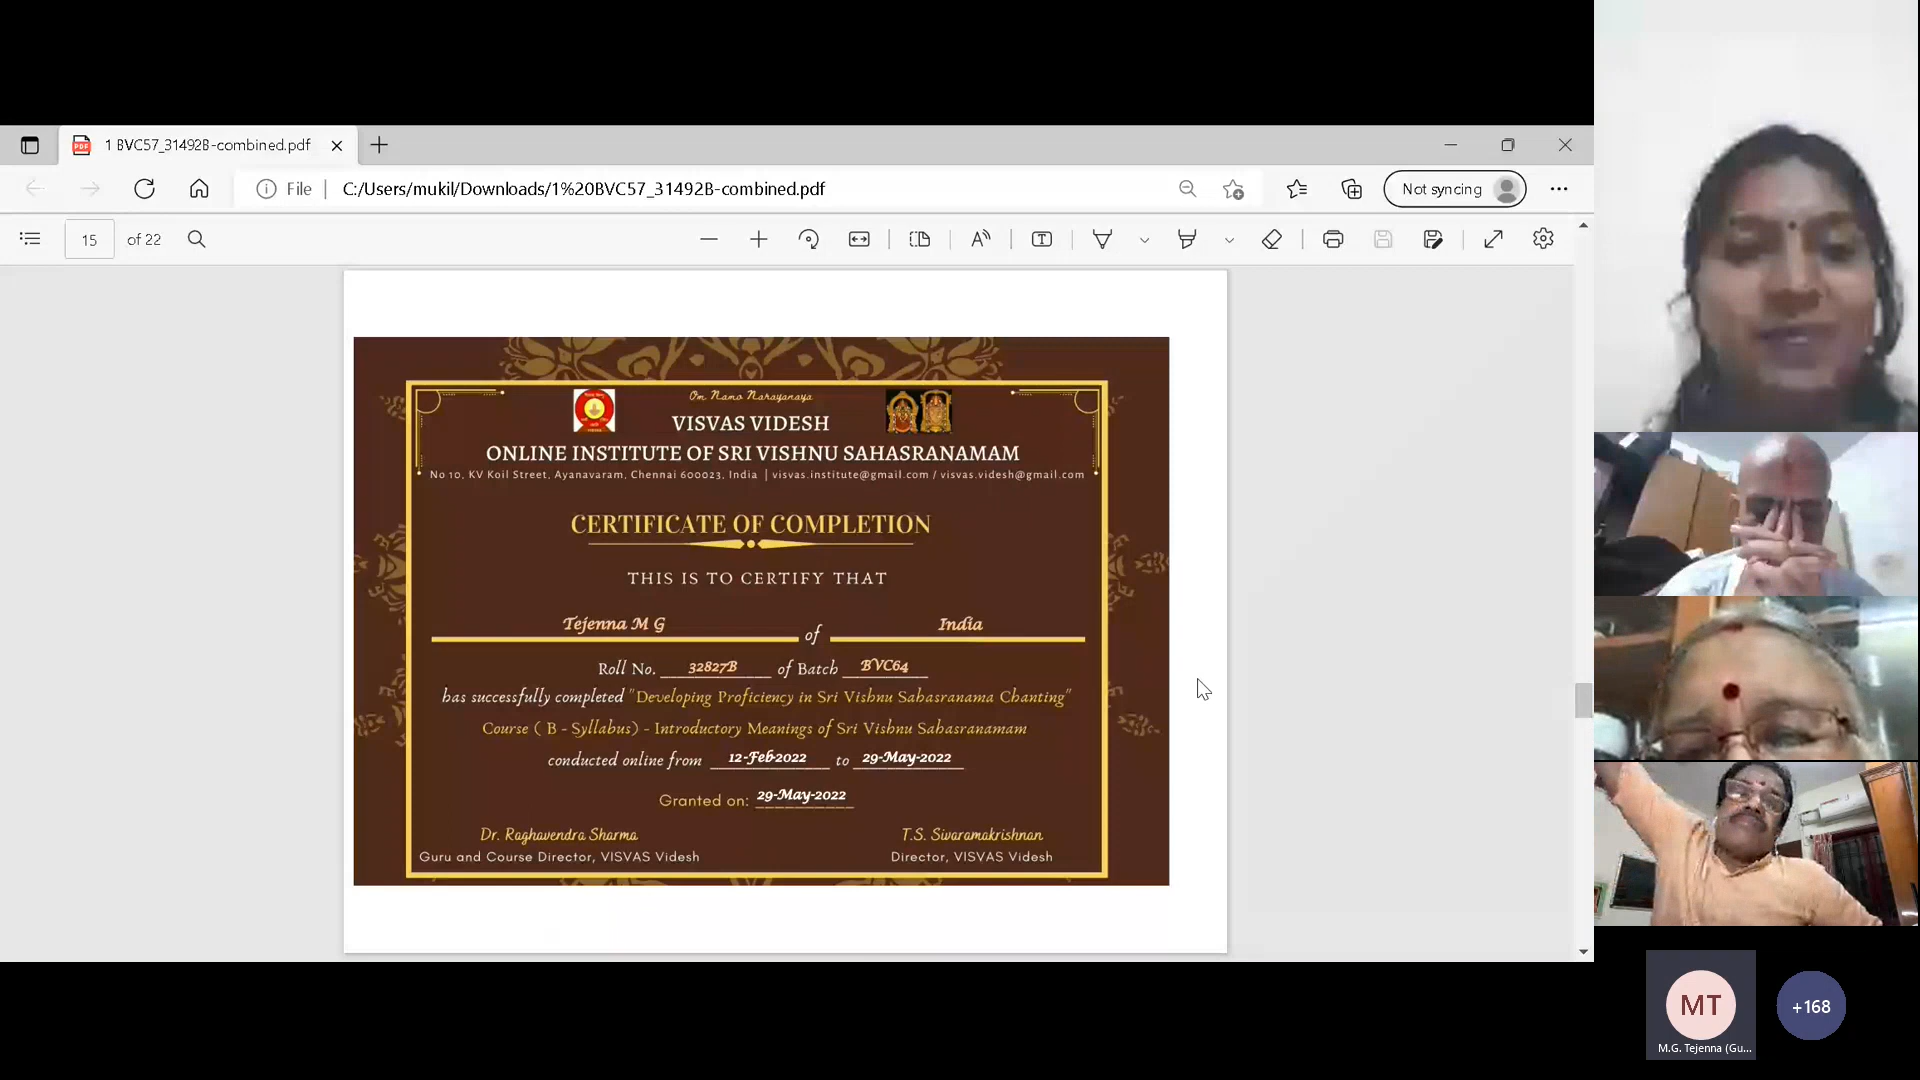 1 BVC57_31492B-combined.pdf
File
C:/Users/mukil/Downloads/1%20BVC57_31492B-combined.pdf
Not syncing
15 of 22
Om Namo Narayanaya
VISVAS VIDESH
ONLINE INSTITUTE OF SRI VISHNU SAHASRANAMAM
No 10, KV Koil Street, Ayanavaram, Chennai 600023, India | visvas.institute@gmail.com / visvas.videsh@gmail.com
CERTIFICATE OF COMPLETION
THIS IS TO CERTIFY THAT
Tejenna M G of India
Roll No. 32827B of Batch BVC64
has successfully completed "Developing Proficiency in Sri Vishnu Sahasranama Chanting"
Course ( B - Syllabus) - Introductory Meanings of Sri Vishnu Sahasranamam
conducted online from 12-Feb2022 to 29-May-2022
Granted on: 29-May-2022
Dr. Raghavendra Sharma
Guru and Course Director, VISVAS Videsh
T.S. Sivaramakrishnan
Director, VISVAS Videsh
MT
M.G. Tejenna (Gu...
+168